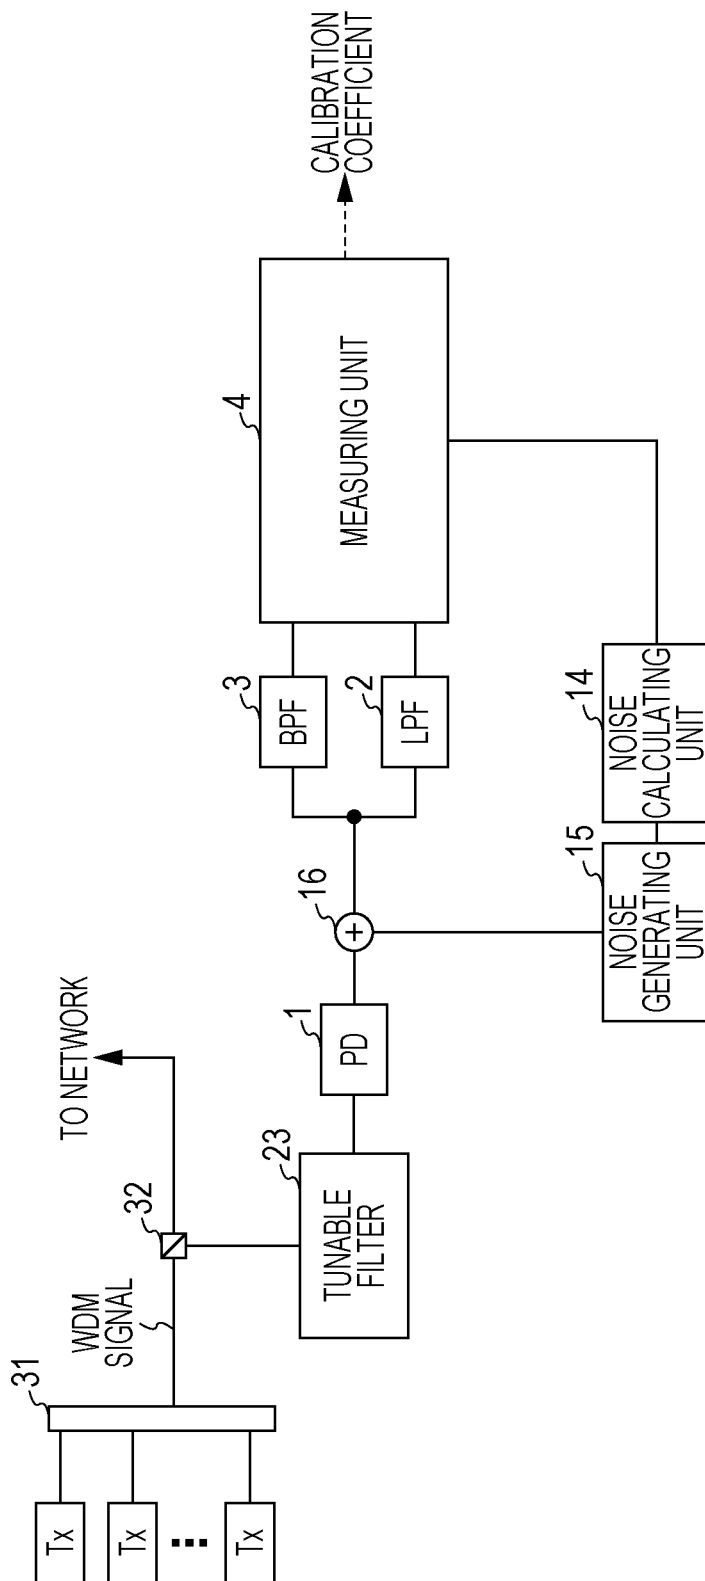 Tx
Tx
Tx
31
WDM
SIGNAL
32
TO NETWORK
23
TUNABLE
FILTER
1
PD
16
+
15
NOISE
GENERATING
UNIT
14
NOISE
CALCULATING
UNIT
3
BPF
2
LPF
4
MEASURING UNIT
CALIBRATION
COEFFICIENT